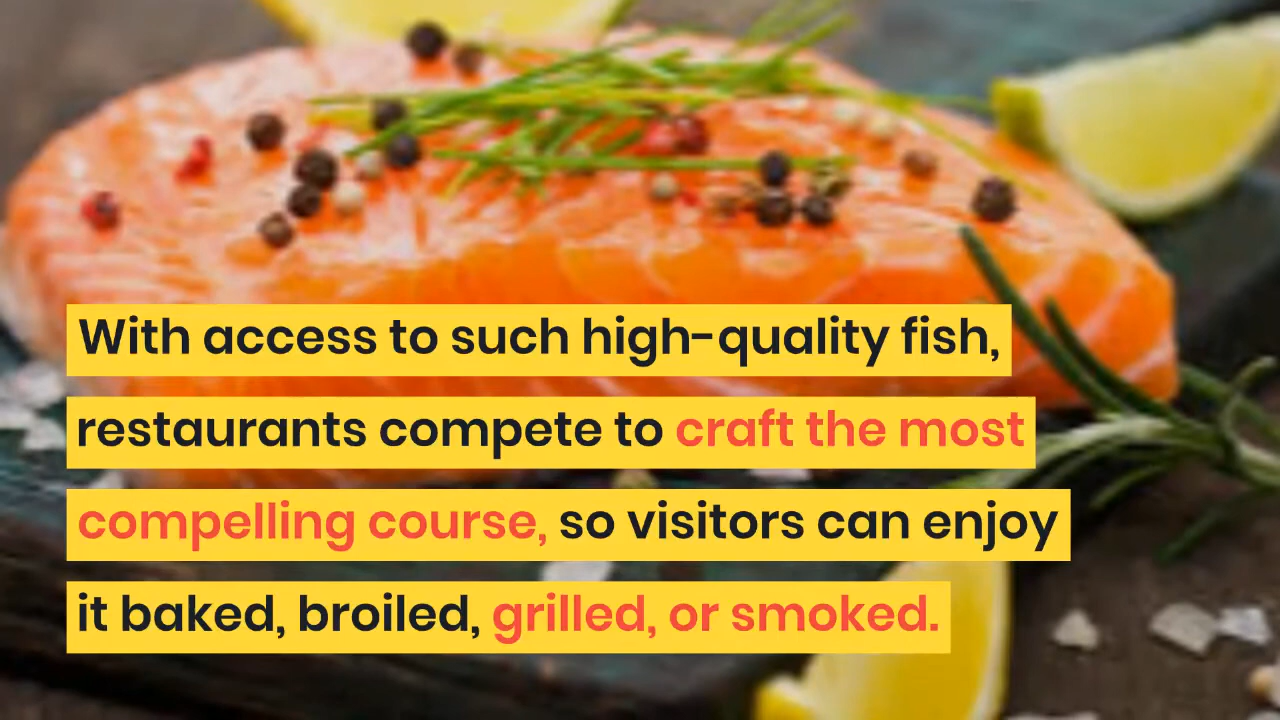 With access to such high-quality fish,
restaurants compete to craft the most
compelling course, so visitors can enjoy
it baked, broiled, grilled, or smoked.